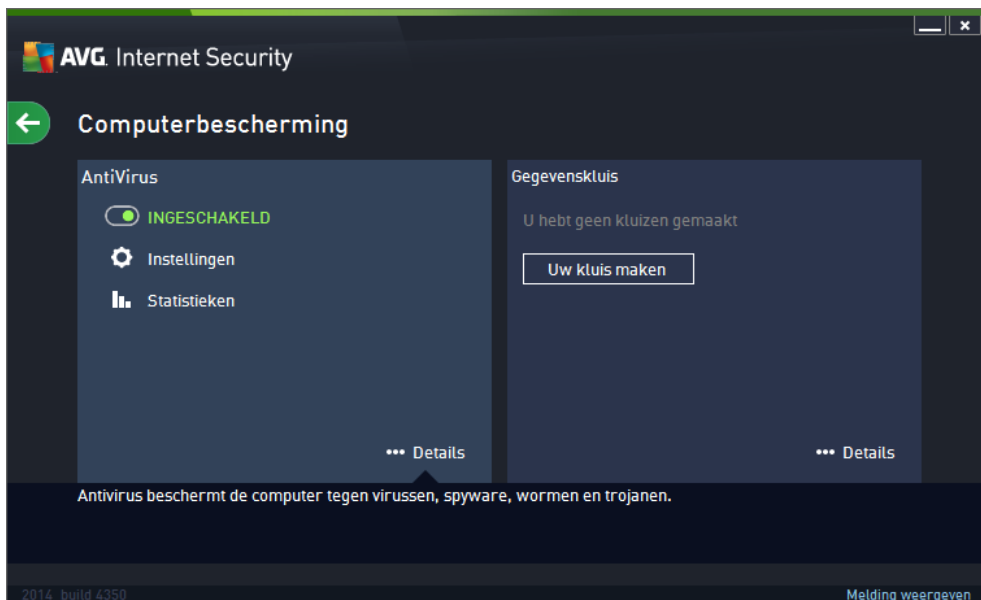 AVG. Internet Security
Computerbescherming
AntiVirus
INGESCHAKELD
Instellingen
Statistieken
••• Details
Gegevenskluis
U hebt geen kluizen gemaakt
Uw kluis maken
••• Details
Antivirus beschermt de computer tegen virussen, spyware, wormen en trojanen.
2014 build 4350
Melding weergeven